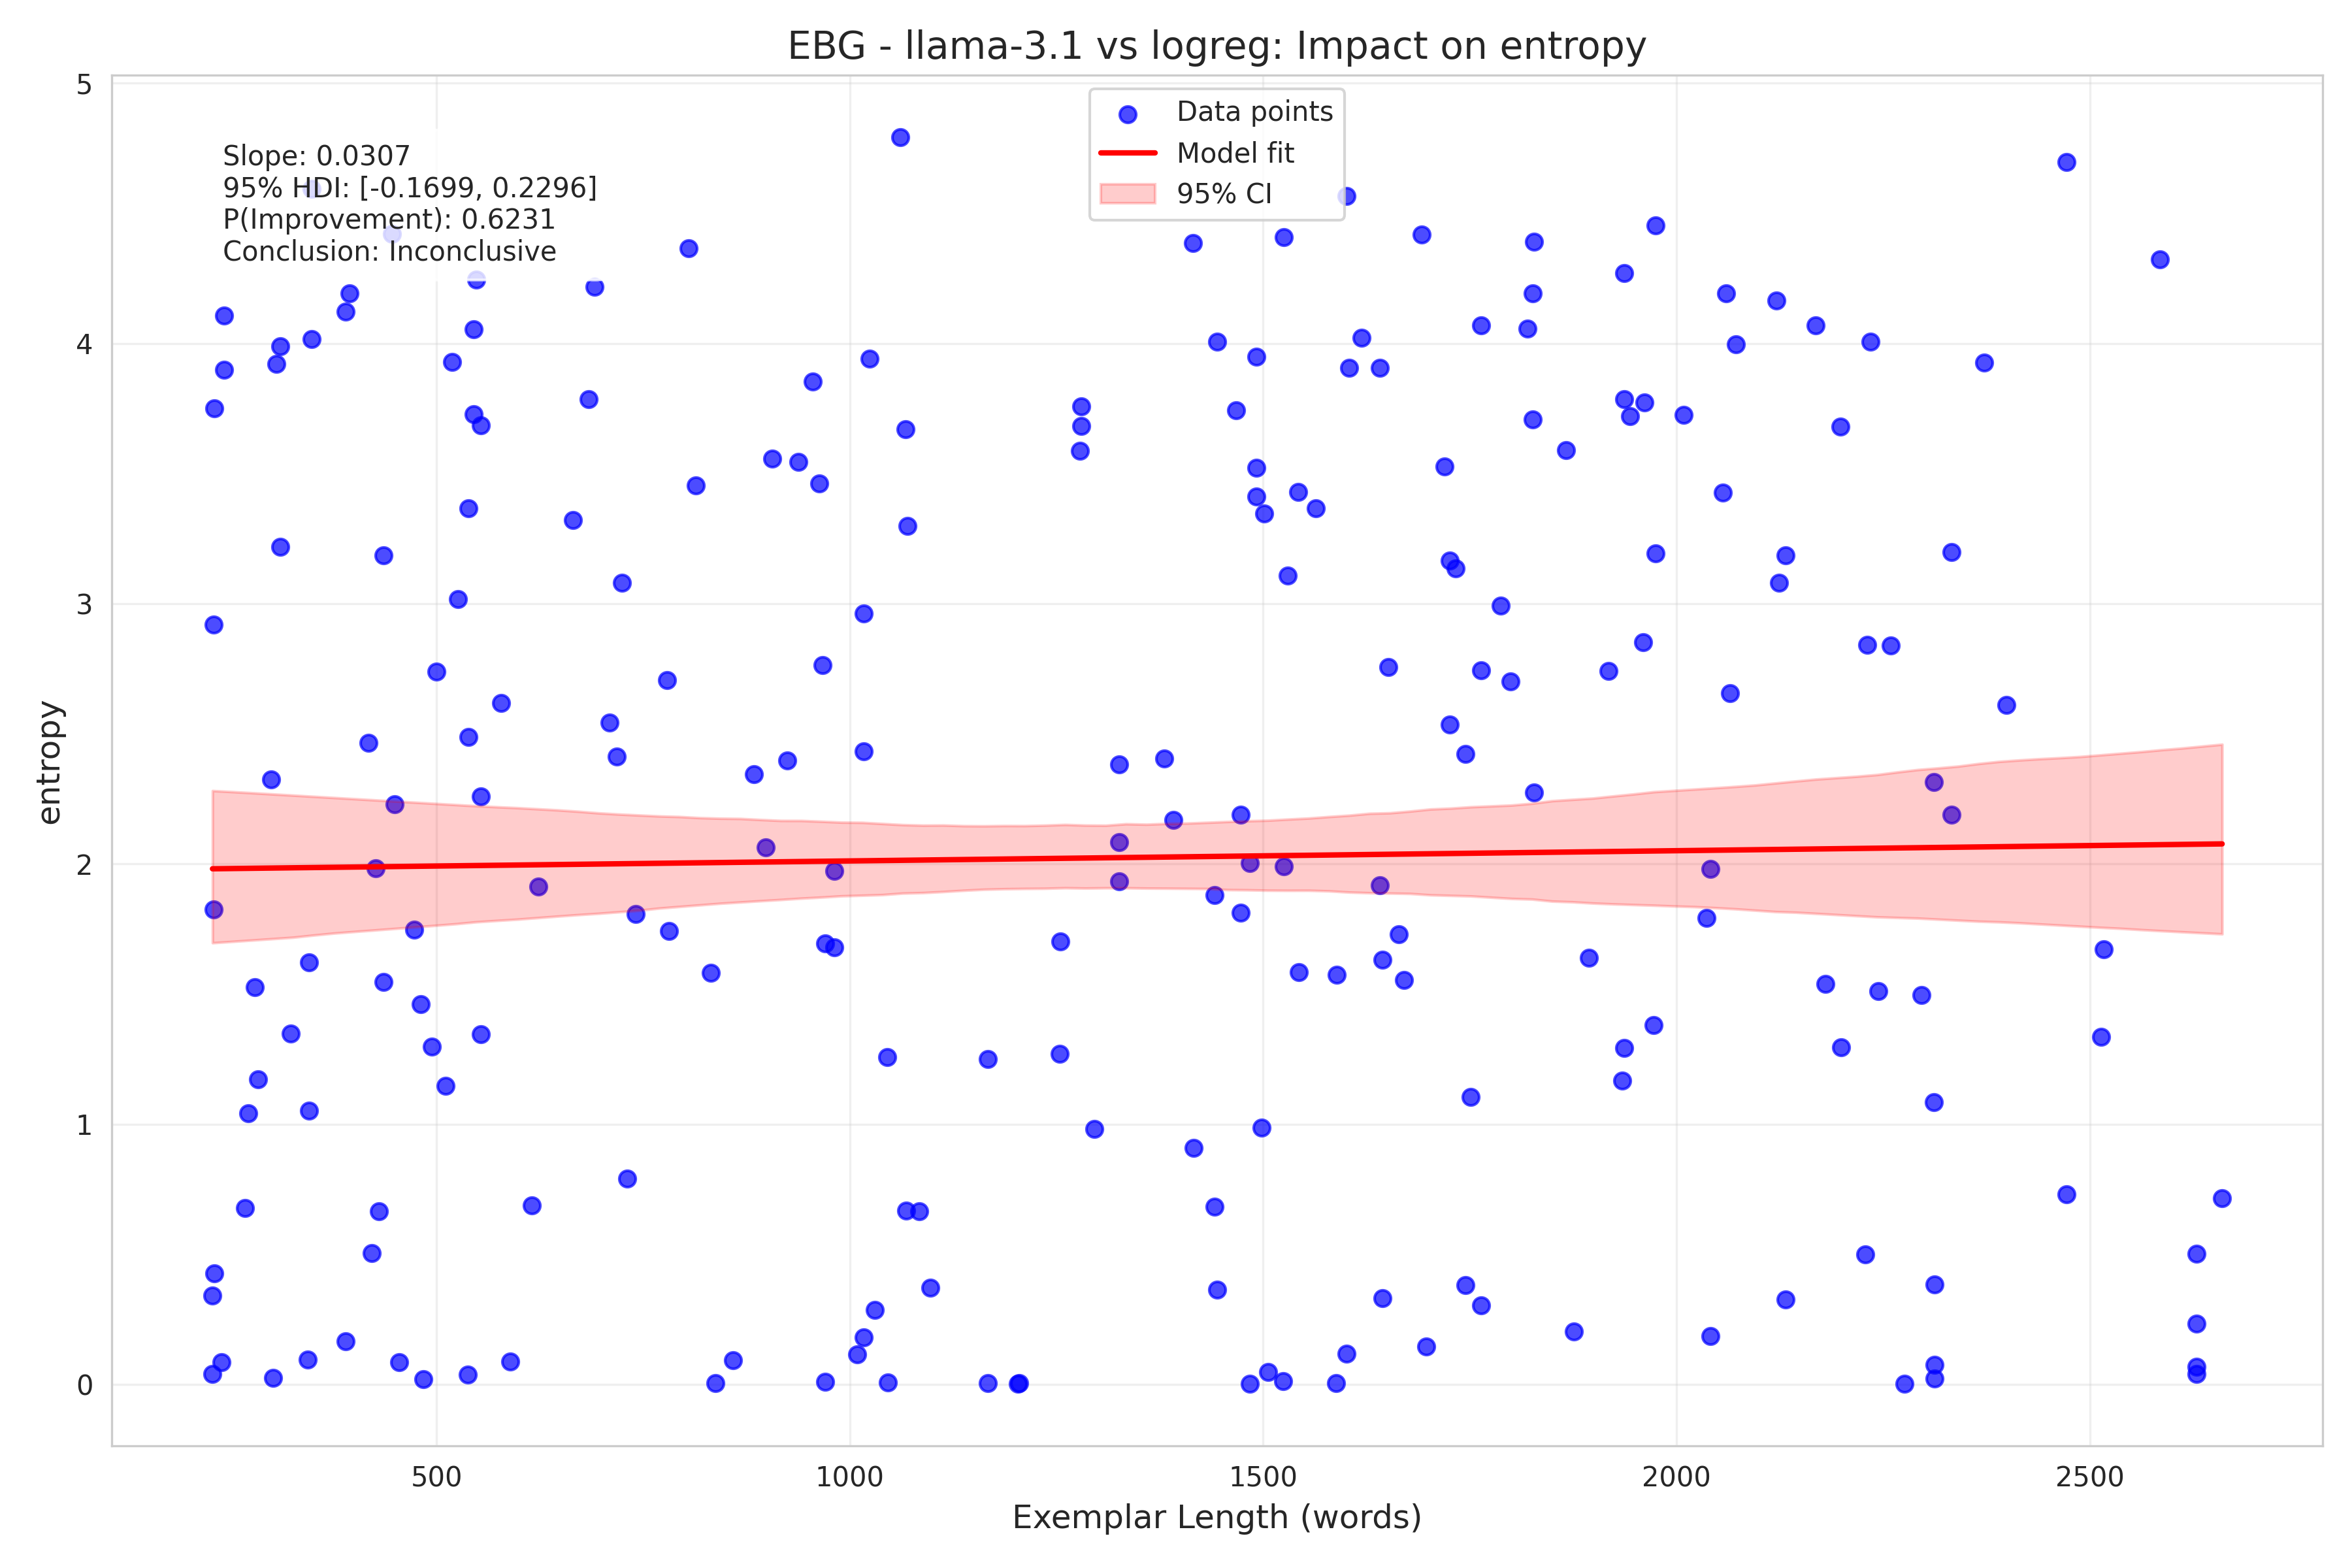 EBG - llama-3.1 vs logreg: Impact on entropy
Slope: 0.0307
95% HDI: [-0.1699, 0.2296]
P(Improvement): 0.6231
Conclusion: Inconclusive
Data points
Model fit
95% CI
entropy
5
4
3
2
1
0
500
1000
1500
2000
2500
Exemplar Length (words)